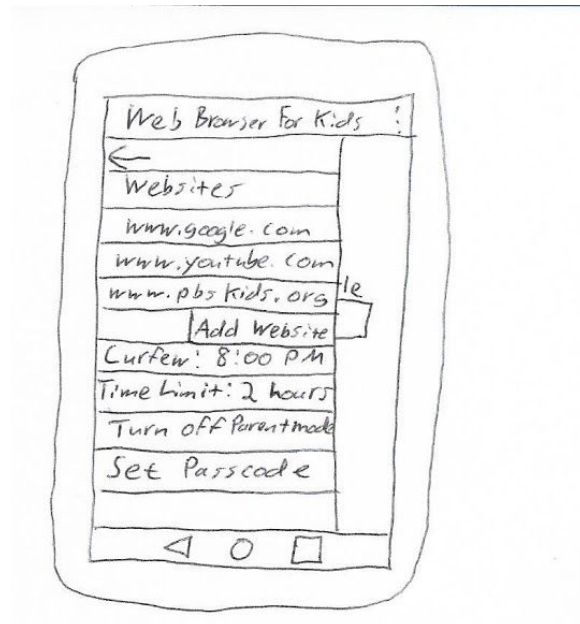 Web Browser For Kids
Websites
www.google.com
www.youtube.com
www.pbskids.org
le
Add Website
Curfew: 8:00 PM
Time Limit: 2 hours
Turn off Parentmode
Set Passcode